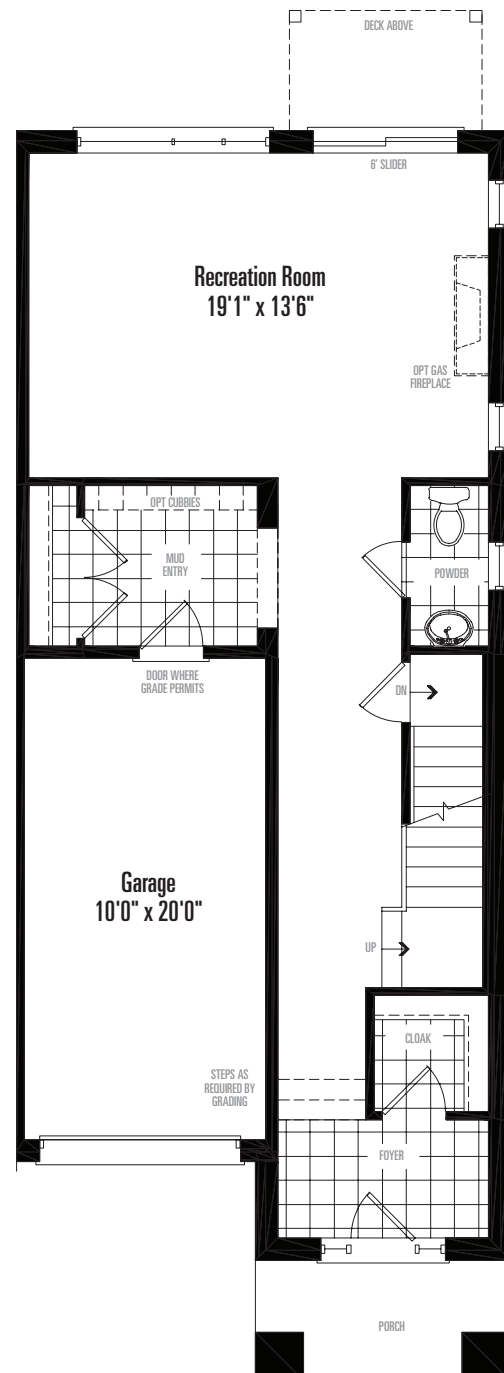 DECK ABOVE
6' SLIDER
Recreation Room
19'1" x 13'6"
OPT GAS
FIREPLACE
OPT CUBBIES
MUD
ENTRY
POWDER
DOOR WHERE
GRADE PERMITS
DN
Garage
10'0" x 20'0"
UP
CLOAK
STEPS AS
REQUIRED BY
GRADING
FOYER
PORCH